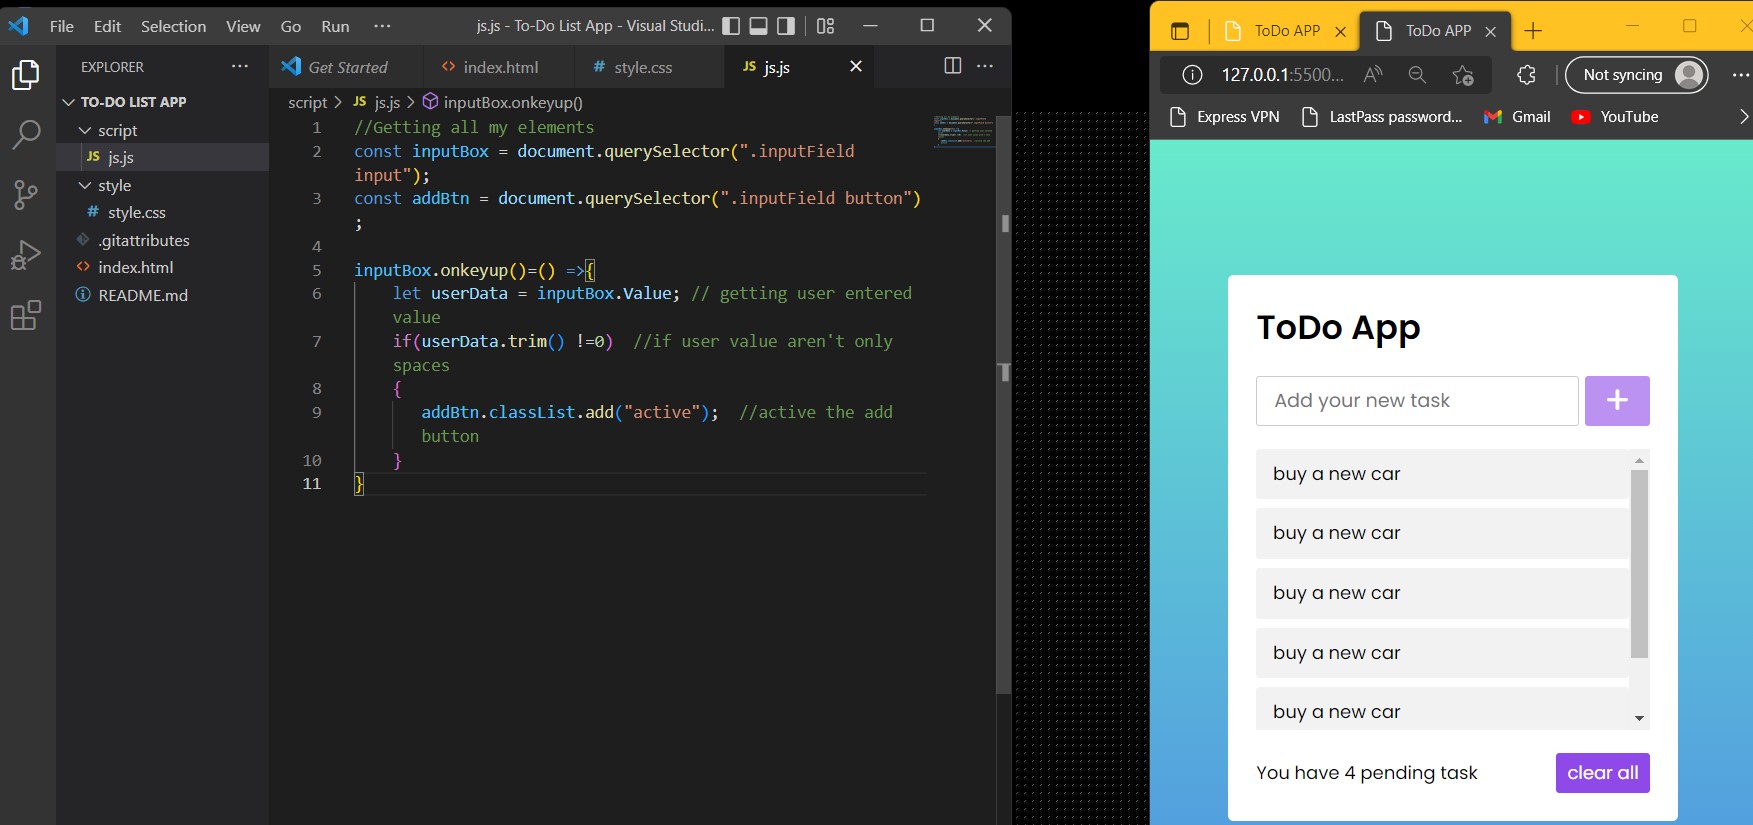 File Edit Selection View Go Run ··· js.js - To-Do List App - Visual Studi...
EXPLORER ···
TO-DO LIST APP
script
JS js.js
style
# style.css
.gitattributes
<> index.html
README.md
Get Started <> index.html # style.css JS js.js
script > JS js.js > inputBox.onkeyup()
1 //Getting all my elements
2 const inputBox = document.querySelector(".inputField
input");
3 const addBtn = document.querySelector(".inputField button")
;
4
5 inputBox.onkeyup()=() =>{
6 let userData = inputBox.Value; // getting user entered
value
7 if(userData.trim() !=0) //if user value aren't only
spaces
8 {
9 addBtn.classList.add("active"); //active the add
button
10 }
11 }
ToDo APP ToDo APP
127.0.0.1:5500... Not syncing ···
Express VPN LastPass password... Gmail YouTube
ToDo App
Add your new task +
buy a new car
buy a new car
buy a new car
buy a new car
buy a new car
You have 4 pending task clear all